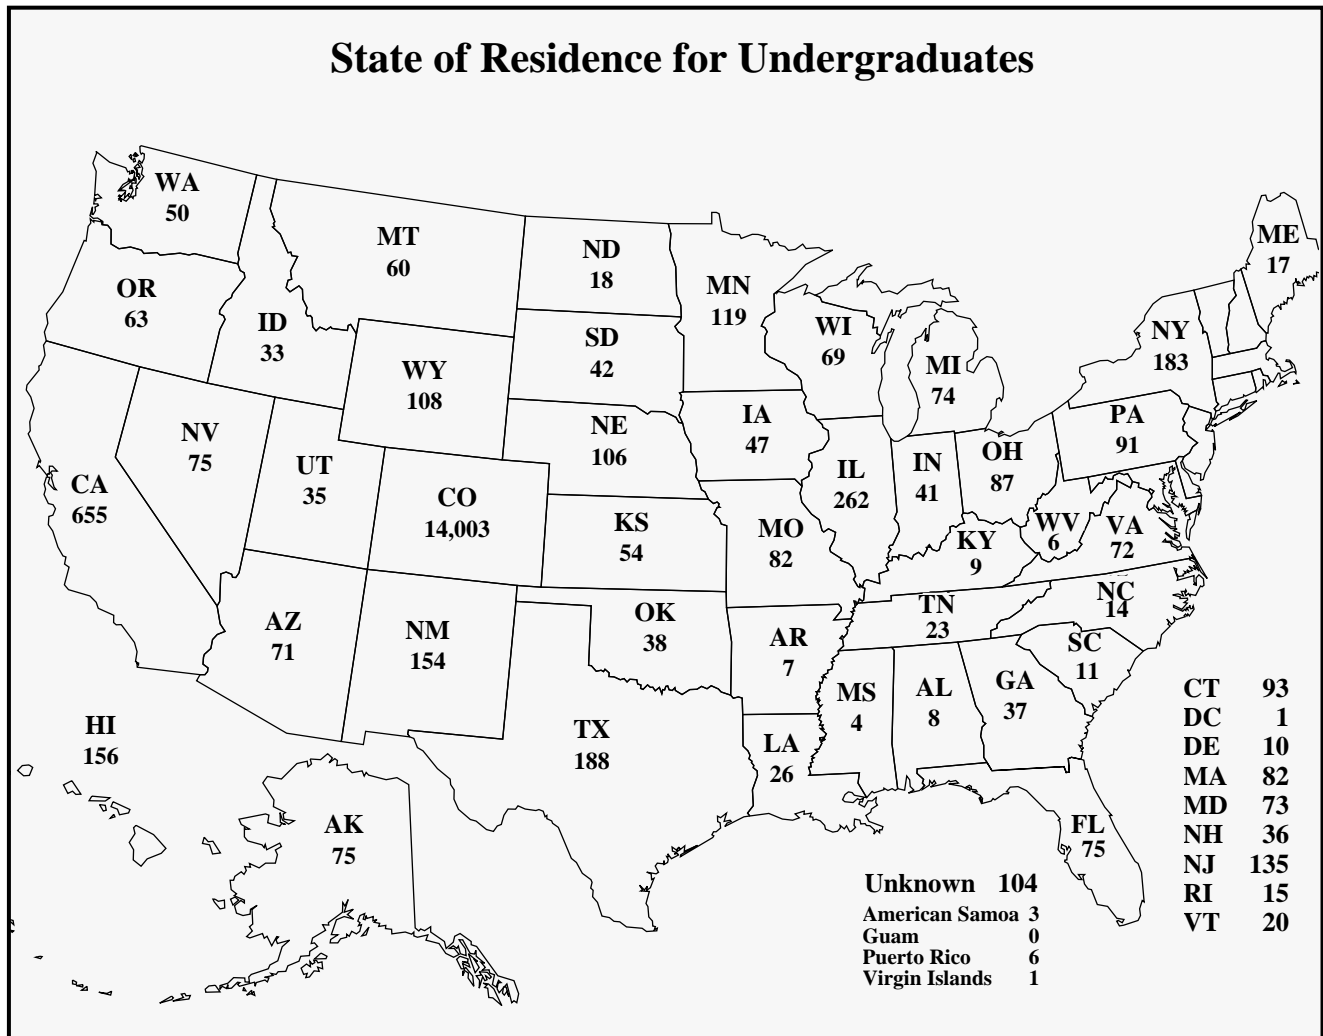 State of Residence for Undergraduates
WA
50
MT
60
ND
18
MN
119
ME
17
OR
63
ID
33
SD
42
WI
69
NY
183
MI
74
WY
108
NE
106
IA
47
PA
91
NV
75
UT
35
CO
14,003
IL
262
IN
41
OH
87
CA
655
KS
54
MO
82
KY
9
WV
6
VA
72
AZ
71
NM
154
OK
38
AR
7
TN
23
NC
14
SC
11
MS
4
AL
8
GA
37
HI
156
TX
188
LA
26
AK
75
FL
75
CT 93
DC 1
DE 10
MA 82
MD 73
NH 36
NJ 135
RI 15
VT 20
Unknown 104
American Samoa 3
Guam 0
Puerto Rico 6
Virgin Islands 1